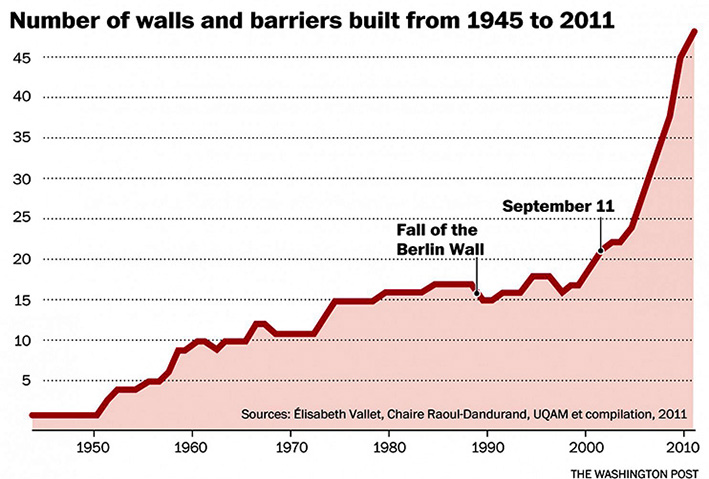 Number of walls and barriers built from 1945 to 2011
45
40
35
30
25
20
15
10
5
September 11
Fall of the
Berlin Wall
Sources: Élisabeth Vallet, Chaire Raoul-Dandurand, UQAM et compilation, 2011
1950 1960 1970 1980 1990 2000 2010
THE WASHINGTON POST